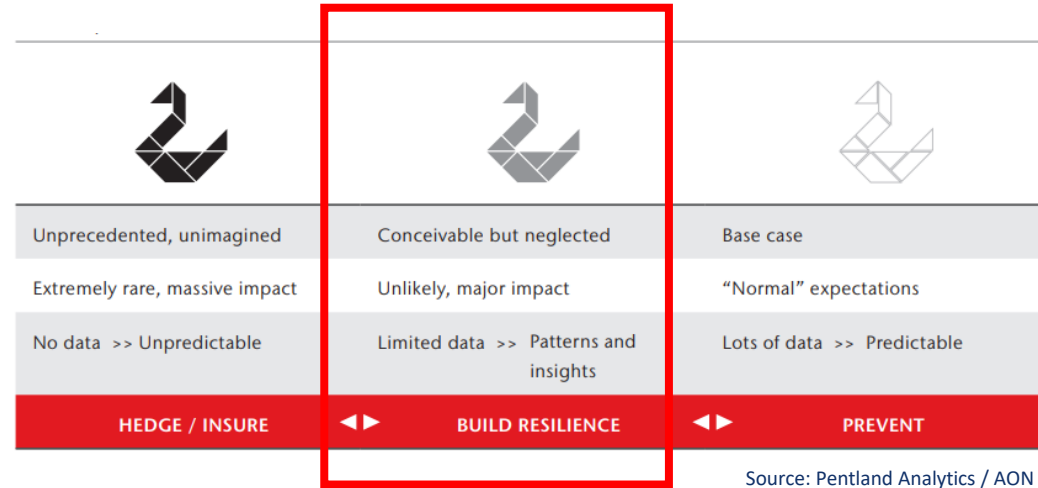 Unprecedented, unimagined
Conceivable but neglected
Base case
Extremely rare, massive impact
Unlikely, major impact
“Normal” expectations
No data >> Unpredictable
Limited data >> Patterns and
insights
Lots of data >> Predictable
HEDGE / INSURE
BUILD RESILIENCE
PREVENT
Source: Pentland Analytics / AON